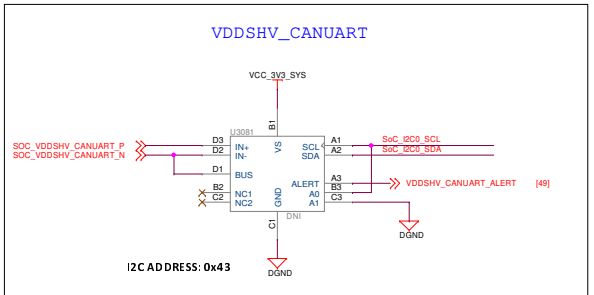 VDDSHV_CANUART
VCC_3V3_SYS
B1
U3081
SOC_VDDSHV_CANUART_P D3 IN+ VS SCL A1 SoC_I2C0_SCL
SOC_VDDSHV_CANUART_N D2 IN- SDA A2 SoC_I2C0_SDA
D1 BUS
ALERT A3 VDDSHV_CANUART_ALERT [49]
B2 NC1 A0 B3
C2 NC2 GND A1 C3
DNI
C1
DGND
I2C ADDRESS: 0x43
DGND